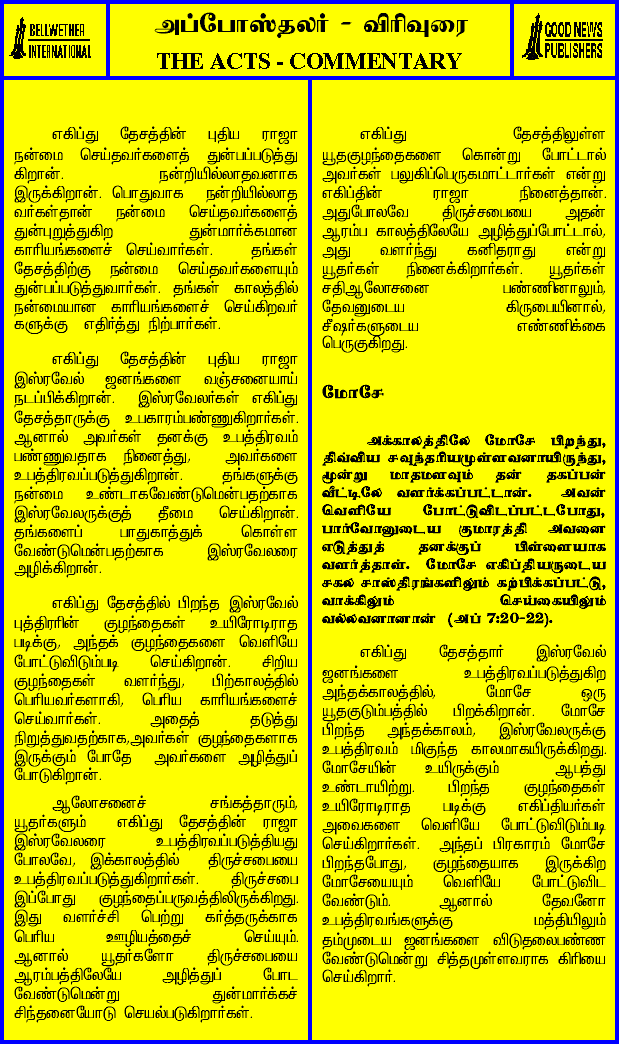 BELLWETHER
INTERNATIONAL
அப்போஸ்தலர் - விரிவுரை
THE ACTS - COMMENTARY
GOOD NEWS
PUBLISHERS
எகிப்து தேசத்தின் புதிய ராஜா
நன்மை செய்தவர்களைத் துன்பப்படுத்து
கிறான். நன்றியில்லாதவனாக
இருக்கிறான். பொதுவாக நன்றியில்லாத
வர்கள்தான் நன்மை செய்தவர்களைத்
துன்புறுத்துகிற துன்மார்க்கமான
காரியங்களைச் செய்வார்கள். தங்கள்
தேசத்திற்கு நன்மை செய்தவர்களையும்
துன்பப்படுத்துவார்கள். தங்கள் காலத்தில்
நன்மையான காரியங்களைச் செய்கிறவர்
களுக்கு எதிர்த்து நிற்பார்கள்.
எகிப்து தேசத்தின் புதிய ராஜா
இஸ்ரவேல் ஜனங்களை வஞ்சனையாய்
நடப்பிக்கிறான். இஸ்ரவேலர்கள் எகிப்து
தேசத்தாருக்கு உபகாரம்பண்ணுகிறார்கள்.
ஆனால் அவர்கள் தனக்கு உபத்திரவம்
பண்ணுவதாக நினைத்து, அவர்களை
உபத்திரவப்படுத்துகிறான். தங்களுக்கு
நன்மை உண்டாகவேண்டுமென்பதற்காக
இஸ்ரவேலருக்குத் தீமை செய்கிறான்.
தங்களைப் பாதுகாத்துக் கொள்ள
வேண்டுமென்பதற்காக இஸ்ரவேலரை
அழிக்கிறான்.
எகிப்து தேசத்தில் பிறந்த இஸ்ரவேல்
புத்திரரின் குழந்தைகள் உயிரோடிராத
படிக்கு, அந்தக் குழந்தைகளை வெளியே
போட்டுவிடும்படி செய்கிறான். சிறிய
குழந்தைகள் வளர்ந்து, பிற்காலத்தில்
பெரியவர்களாகி, பெரிய காரியங்களைச்
செய்வார்கள். அதைத் தடுத்து
நிறுத்துவதற்காக,அவர்கள் குழந்தைகளாக
இருக்கும் போதே அவர்களை அழித்துப்
போடுகிறான்.
ஆலோசனைச் சங்கத்தாரும்,
யூதர்களும் எகிப்து தேசத்தின் ராஜா
இஸ்ரவேலரை உபத்திரவப்படுத்தியது
போலவே, இக்காலத்தில் திருச்சபையை
உபத்திரவப்படுத்துகிறார்கள். திருச்சபை
இப்போது குழந்தைப்பருவத்திலிருக்கிறது.
இது வளர்ச்சி பெற்று கர்த்தருக்காக
பெரிய ஊழியத்தைச் செய்யும்.
ஆனால் யூதர்களோ திருச்சபையை
ஆரம்பத்திலேயே அழித்துப் போட
வேண்டுமென்று துன்மார்க்கச்
சிந்தனையோடு செயல்படுகிறார்கள்.
எகிப்து தேசத்திலுள்ள
யூதகுழந்தைகளை கொன்று போட்டால்
அவர்கள் பலுகிப்பெருகமாட்டார்கள் என்று
எகிப்தின் ராஜா நினைத்தான்.
அதுபோலவே திருச்சபையை அதன்
ஆரம்ப காலத்திலேயே அழித்துப்போட்டால்,
அது வளர்ந்து கனிதராது என்று
யூதர்கள் நினைக்கிறார்கள். யூதர்கள்
சதிஆலோசனை பண்ணினாலும்,
தேவனுடைய கிருபையினால்,
சீஷர்களுடைய எண்ணிக்கை
பெருகுகிறது.
மோசே
அக்காலத்திலே மோசே பிறந்து,
திவ்விய சவுந்தரியமுள்ளவனாயிருந்து,
மூன்று மாதமளவும் தன் தகப்பன்
வீட்டிலே வளர்க்கப்பட்டான். அவன்
வெளியே போட்டுவிடப்பட்டபோது,
பார்வோனுடைய குமாரத்தி அவனை
எடுத்துத் தனக்குப் பிள்ளையாக
வளர்த்தாள். மோசே எகிப்தியருடைய
சகல சாஸ்திரங்களிலும் கற்பிக்கப்பட்டு,
வாக்கிலும் செய்கையிலும்
வல்லவனானான் (அப் 7:20-22).
எகிப்து தேசத்தார் இஸ்ரவேல்
ஜனங்களை உபத்திரவப்படுத்துகிற
அந்தக்காலத்தில், மோசே ஒரு
யூதகுடும்பத்தில் பிறக்கிறான். மோசே
பிறந்த அந்தக்காலம், இஸ்ரவேலருக்கு
உபத்திரவம் மிகுந்த காலமாகயிருக்கிறது.
மோசேயின் உயிருக்கும் ஆபத்து
உண்டாயிற்று. பிறந்த குழந்தைகள்
உயிரோடிராத படிக்கு எகிப்தியர்கள்
அவைகளை வெளியே போட்டுவிடும்படி
செய்கிறார்கள். அந்தப் பிரகாரம் மோசே
பிறந்தபோது, குழந்தையாக இருக்கிற
மோசேயையும் வெளியே போட்டுவிட
வேண்டும். ஆனால் தேவனோ
உபத்திரவங்களுக்கு மத்தியிலும்
தம்முடைய ஜனங்களை விடுதலைபண்ண
வேண்டுமென்று சித்தமுள்ளவராக கிரியை
செய்கிறார்.